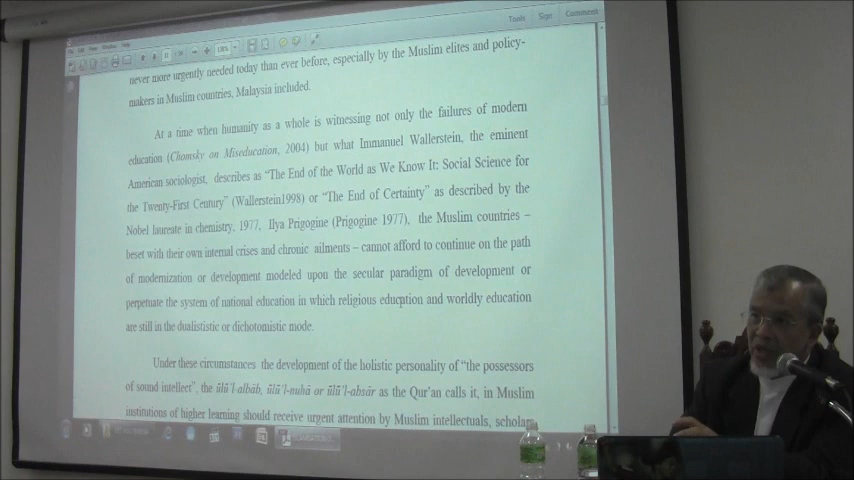 Tools Sign Comment
never more urgently needed today than ever before, especially by the Muslim elites and policy-
makers in Muslim countries, Malaysia included.
At a time when humanity as a whole is witnessing not only the failures of modern
education (Chomsky on Miseducation, 2004) but what Immanuel Wallerstein, the eminent
American sociologist, describes as “The End of the World as We Know It: Social Science for
the Twenty-First Century” (Wallerstein1998) or “The End of Certainty” as described by the
Nobel laureate in chemistry, 1977, Ilya Prigogine (Prigogine 1977), the Muslim countries –
beset with their own internal crises and chronic ailments – cannot afford to continue on the path
of modernization or development modeled upon the secular paradigm of development or
perpetuate the system of national education in which religious education and worldly education
are still in the dualististic or dichotomistic mode.
Under these circumstances the development of the holistic personality of “the possessors
of sound intellect”, the ūlū’l-albāb, ūlū’l-nuhā or ūlū’l-abṣār as the Qur’an calls it, in Muslim
institutions of higher learning should receive urgent attention by Muslim intellectuals, scholars